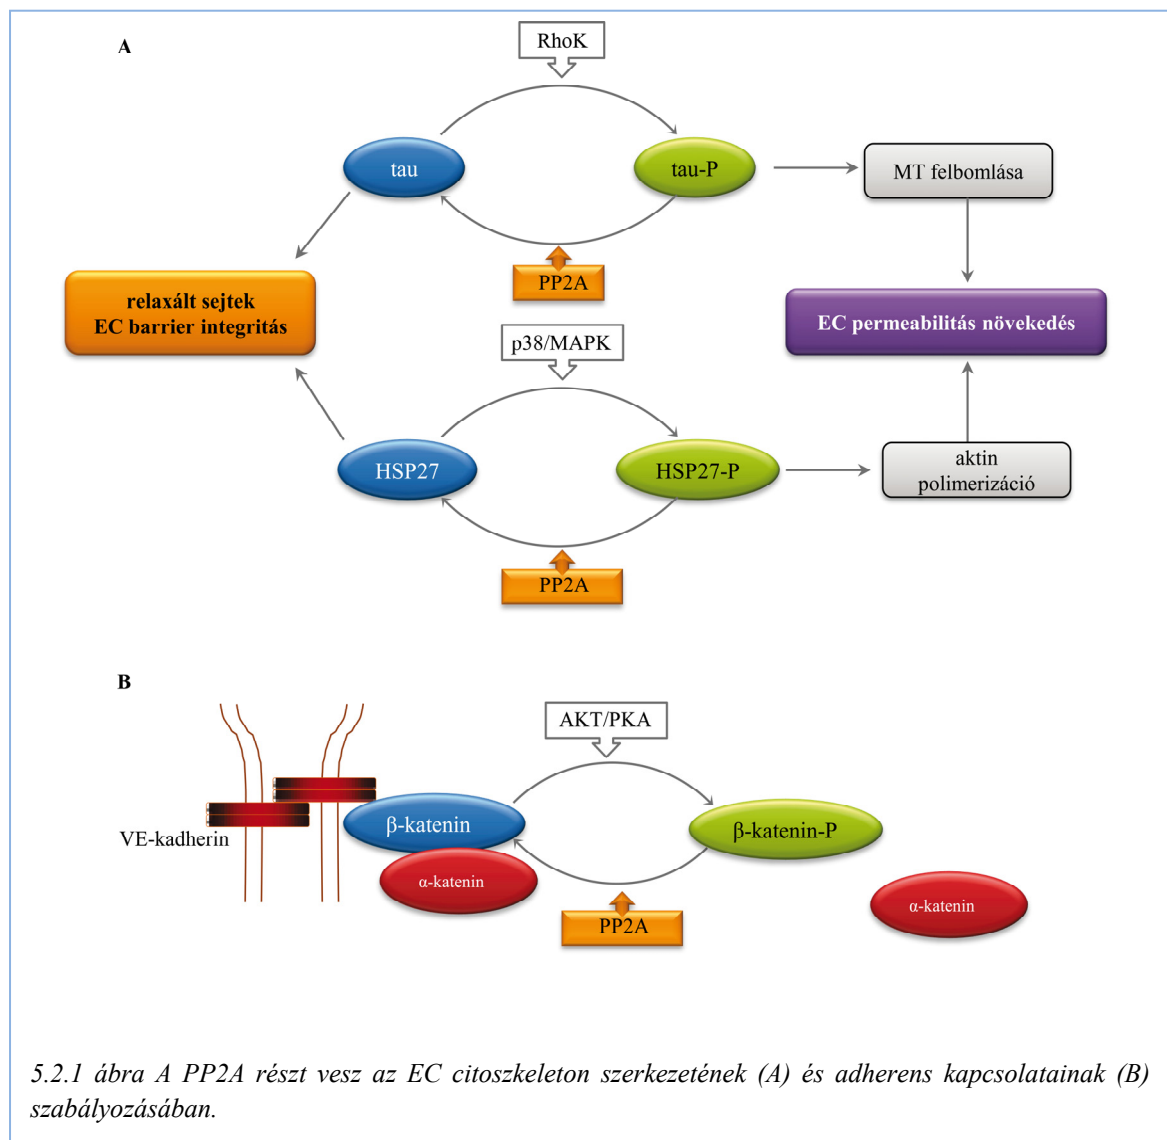 A
RhoK
tau
tau-P
MT felbomlása
PP2A
relaxált sejtek
EC barrier integritás
EC permeabilitás növekedés
p38/MAPK
HSP27
HSP27-P
aktin
polimerizáció
PP2A
B
AKT/PKA
VE-kadherin
β-katenin
β-katenin-P
α-katenin
α-katenin
PP2A
5.2.1 ábra A PP2A részt vesz az EC citoszkeleton szerkezetének (A) és adherens kapcsolatainak (B)
szabályozásában.